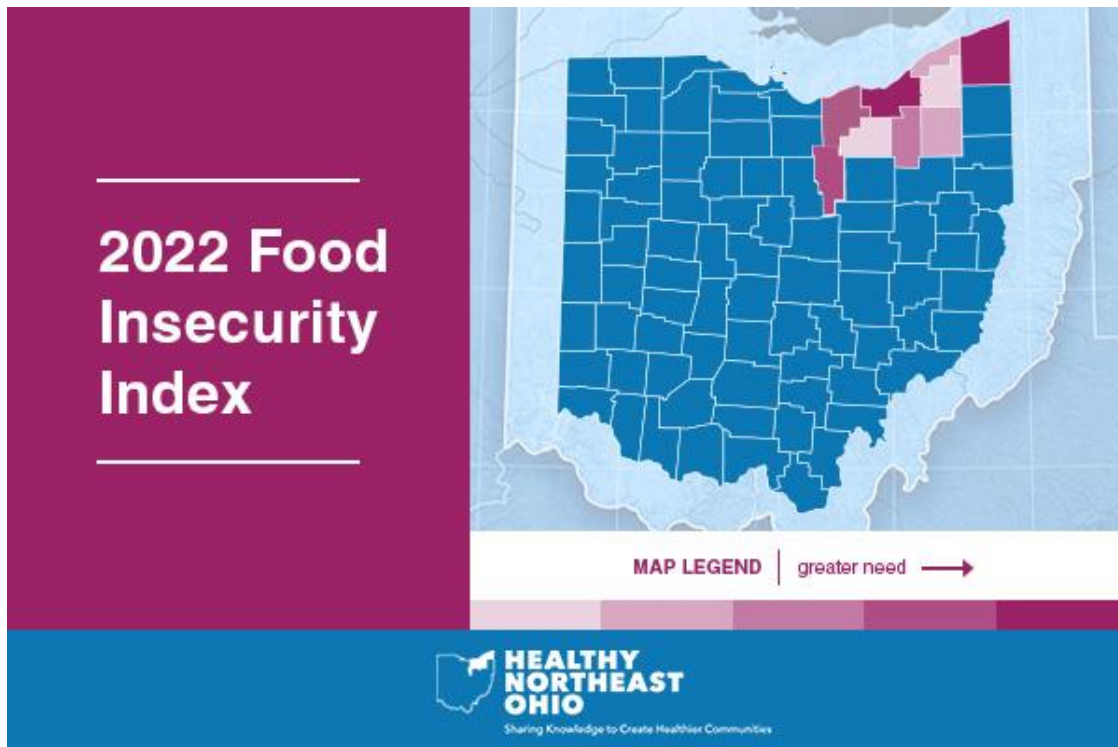 2022 Food
Insecurity
Index
MAP LEGEND
greater need
HEALTHY
NORTHEAST
OHIO
Sharing Knowledge to Create Healthier Communities